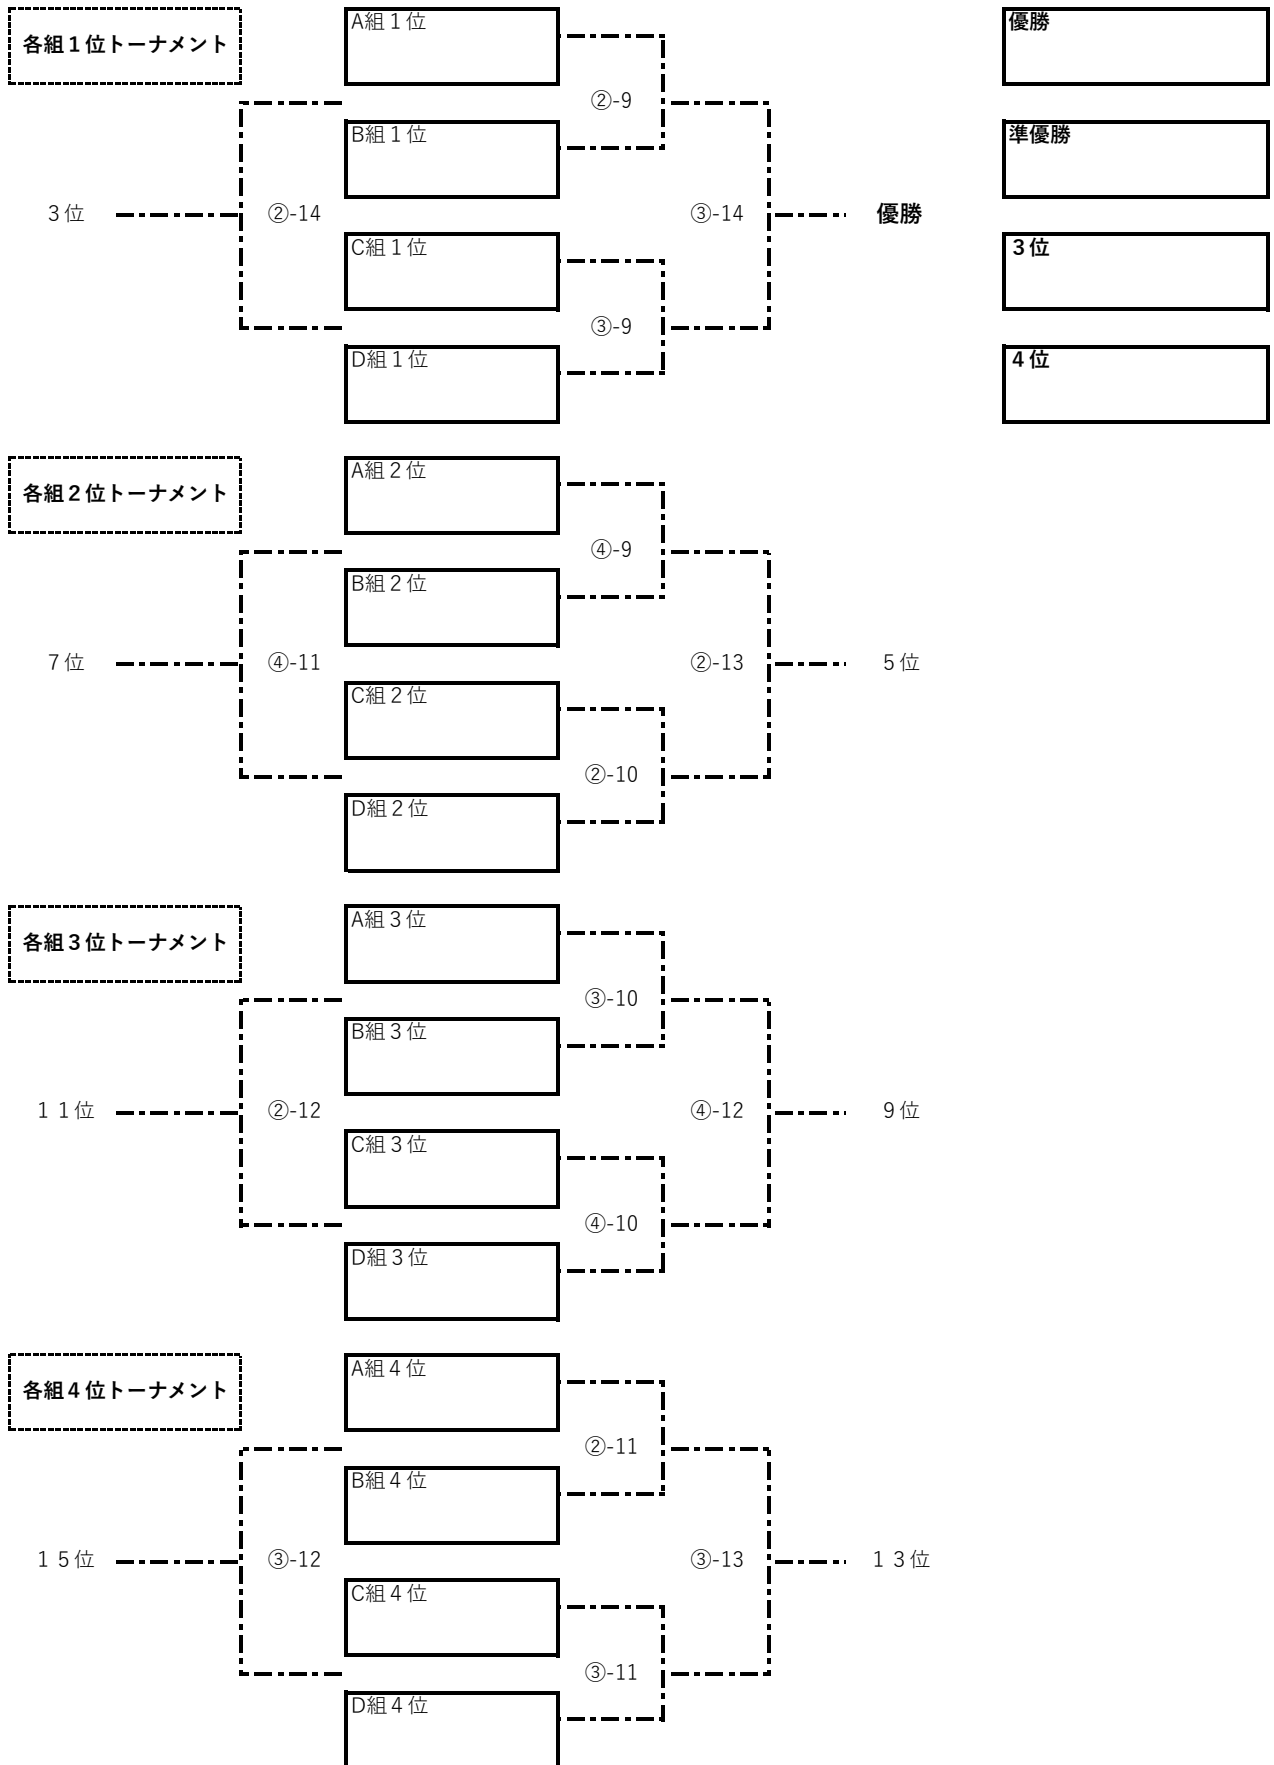 各組１位トーナメント
A組１位
優勝
②-9
B組１位
準優勝
３位
②-14
③-14
優勝
C組１位
３位
③-9
D組１位
４位
各組２位トーナメント
A組２位
④-9
B組２位
７位
④-11
②-13
５位
C組２位
②-10
D組２位
各組３位トーナメント
A組３位
③-10
B組３位
１１位
②-12
④-12
９位
C組３位
④-10
D組３位
各組４位トーナメント
A組４位
②-11
B組４位
１５位
③-12
③-13
１３位
C組４位
③-11
D組４位